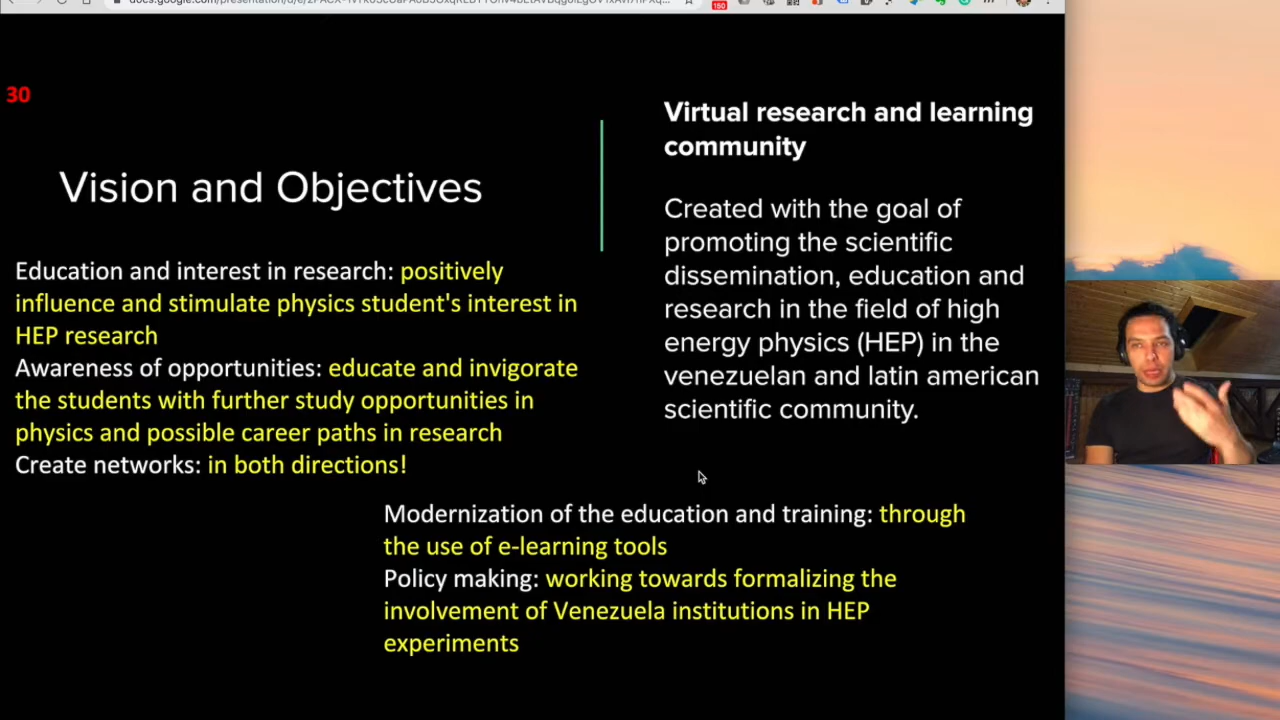 150
30
Vision and Objectives
Education and interest in research: positively
influence and stimulate physics student's interest in
HEP research
Awareness of opportunities: educate and invigorate
the students with further study opportunities in
physics and possible career paths in research
Create networks: in both directions!
Virtual research and learning
community
Created with the goal of
promoting the scientific
dissemination, education and
research in the field of high
energy physics (HEP) in the
venezuelan and latin american
scientific community.
Modernization of the education and training: through
the use of e-learning tools
Policy making: working towards formalizing the
involvement of Venezuela institutions in HEP
experiments